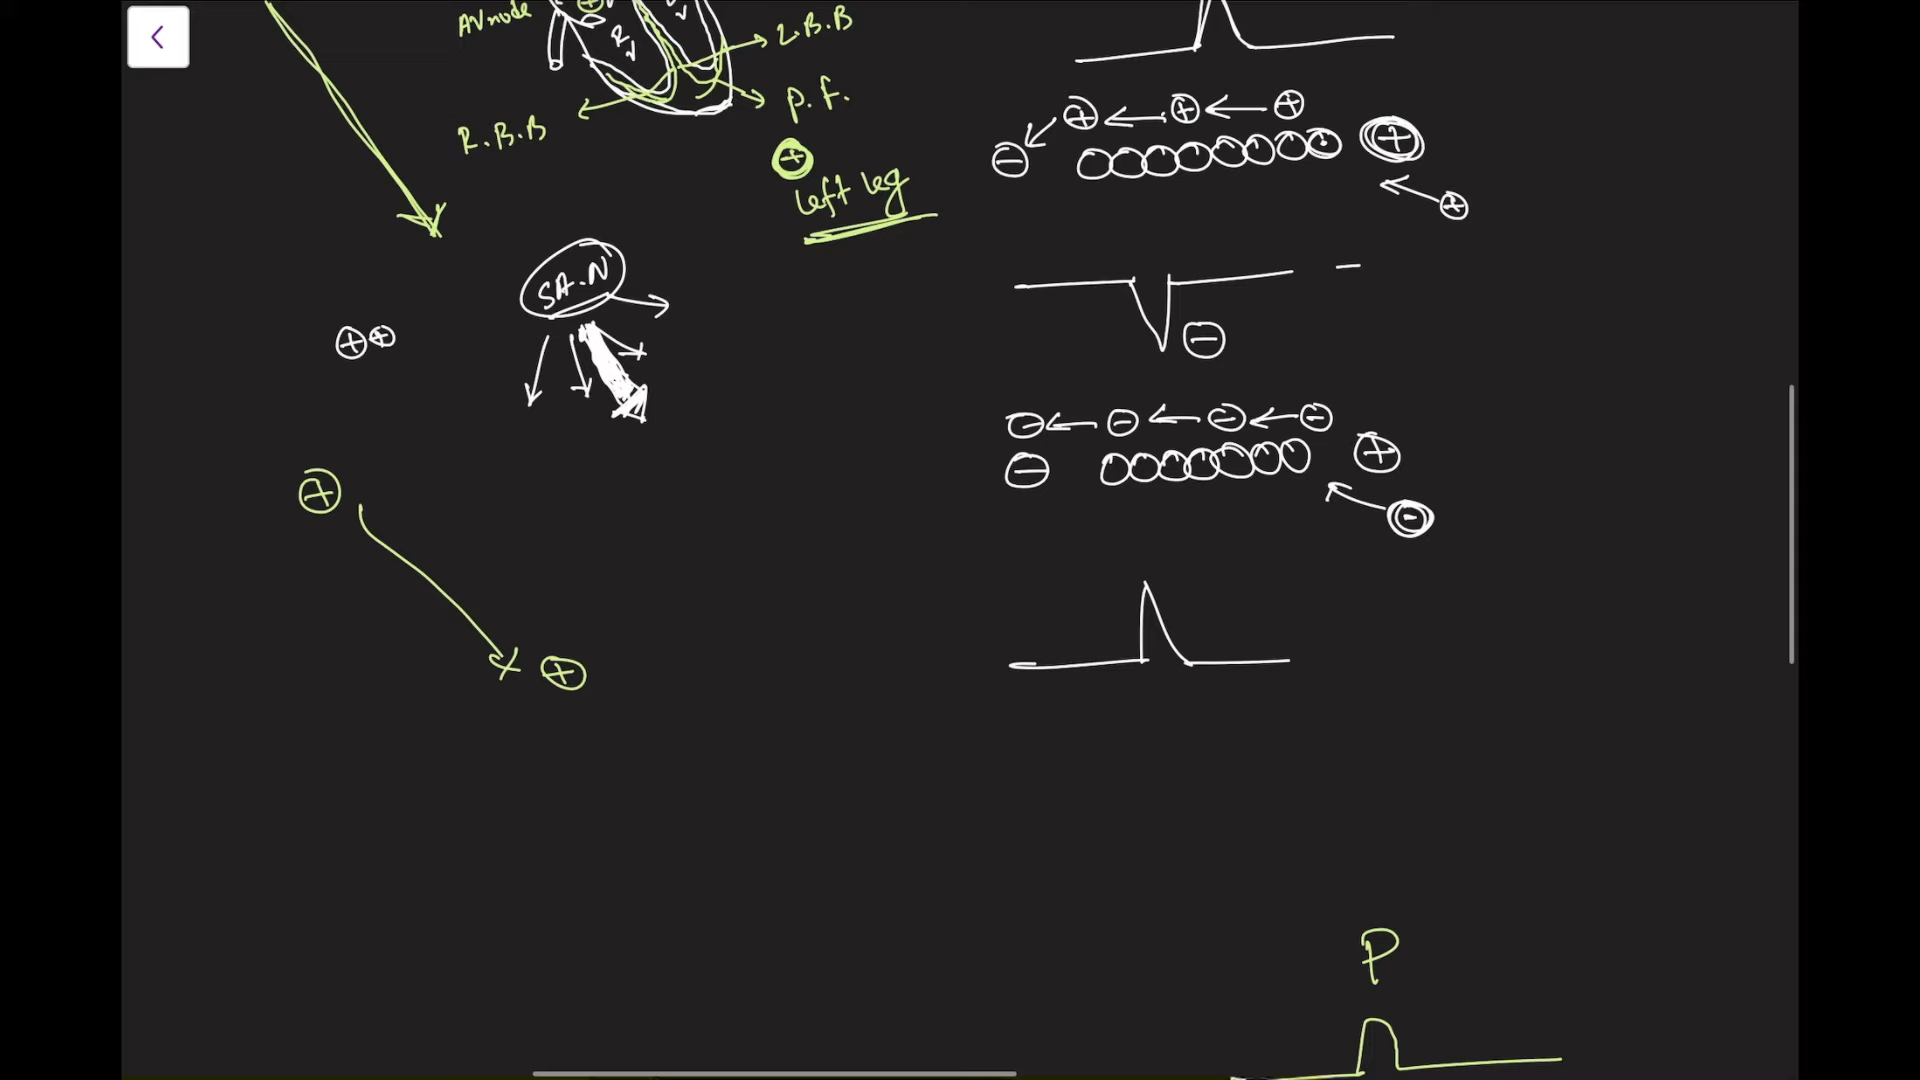 AV node
R
V
L.B.B
R.B.B
P.F.
+
left leg
SA.N
+ +
+
+
+ ← + ← +
- +
+
-
- ← - ← - ← -
- +
-
P